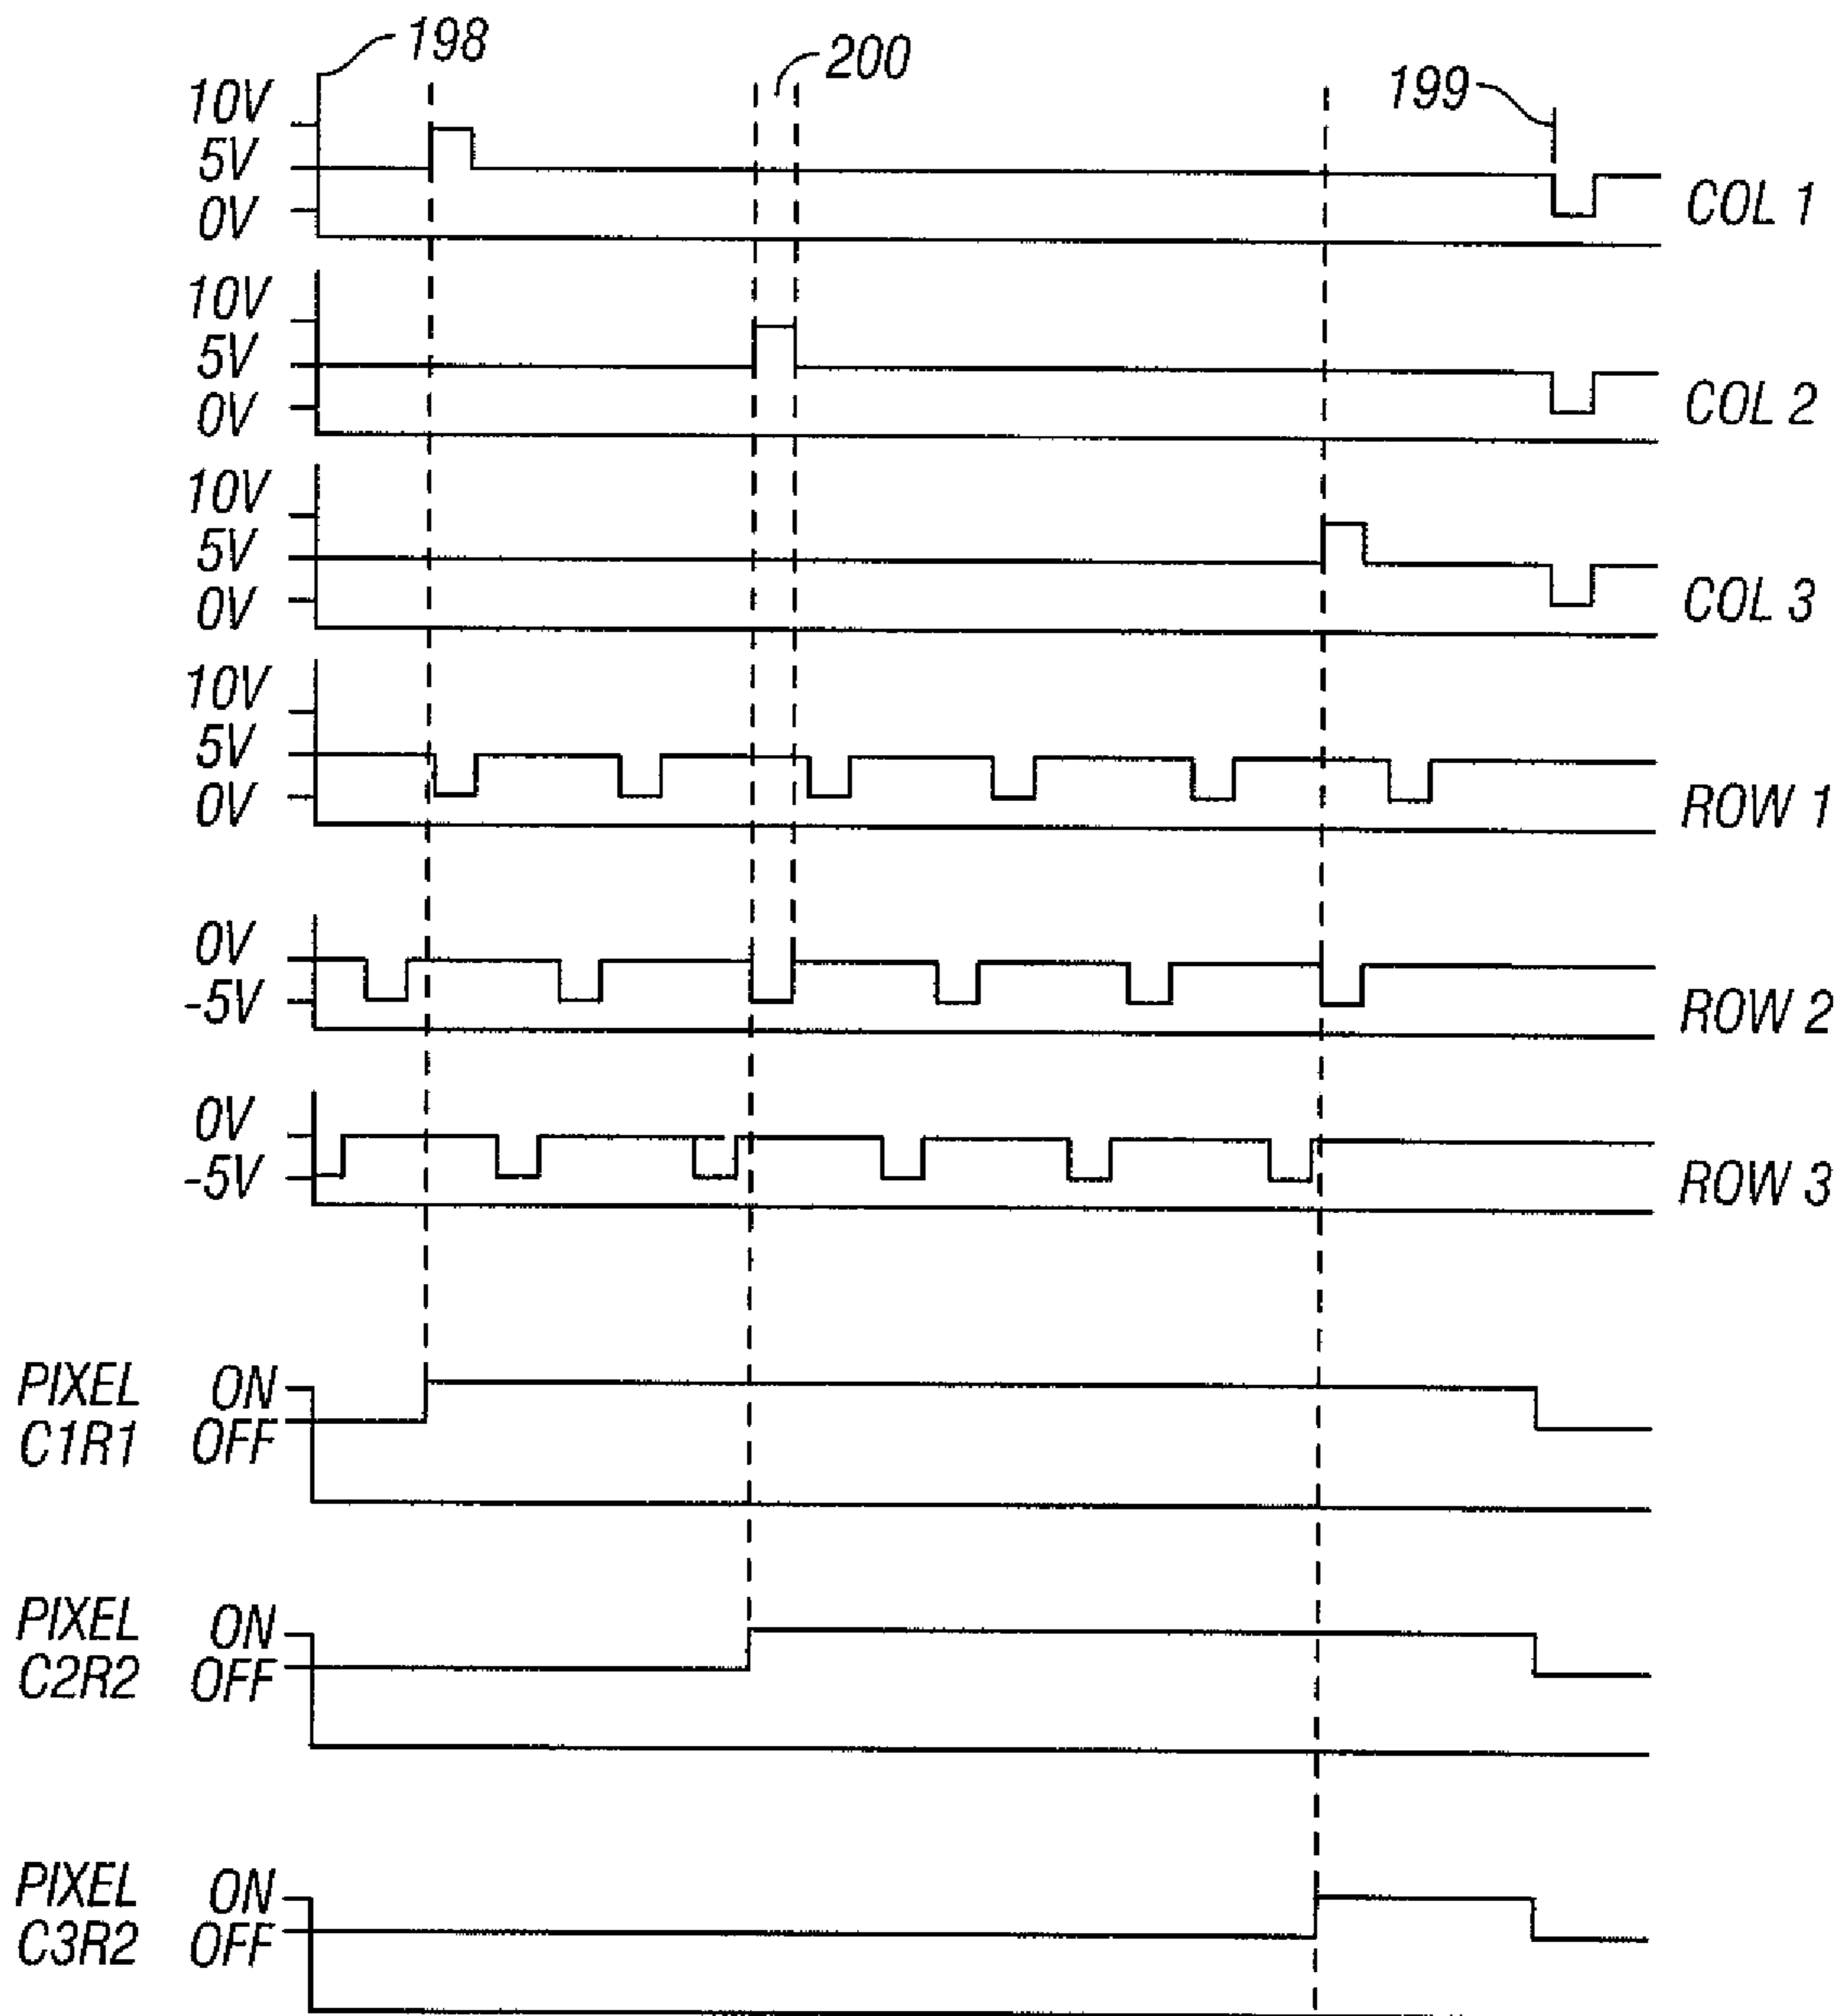 198
200
199
10V
5V
0V
COL 1
10V
5V
0V
COL 2
10V
5V
0V
COL 3
10V
5V
0V
ROW 1
0V
-5V
ROW 2
0V
-5V
ROW 3
PIXEL ON
C1R1 OFF
PIXEL ON
C2R2 OFF
PIXEL ON
C3R2 OFF